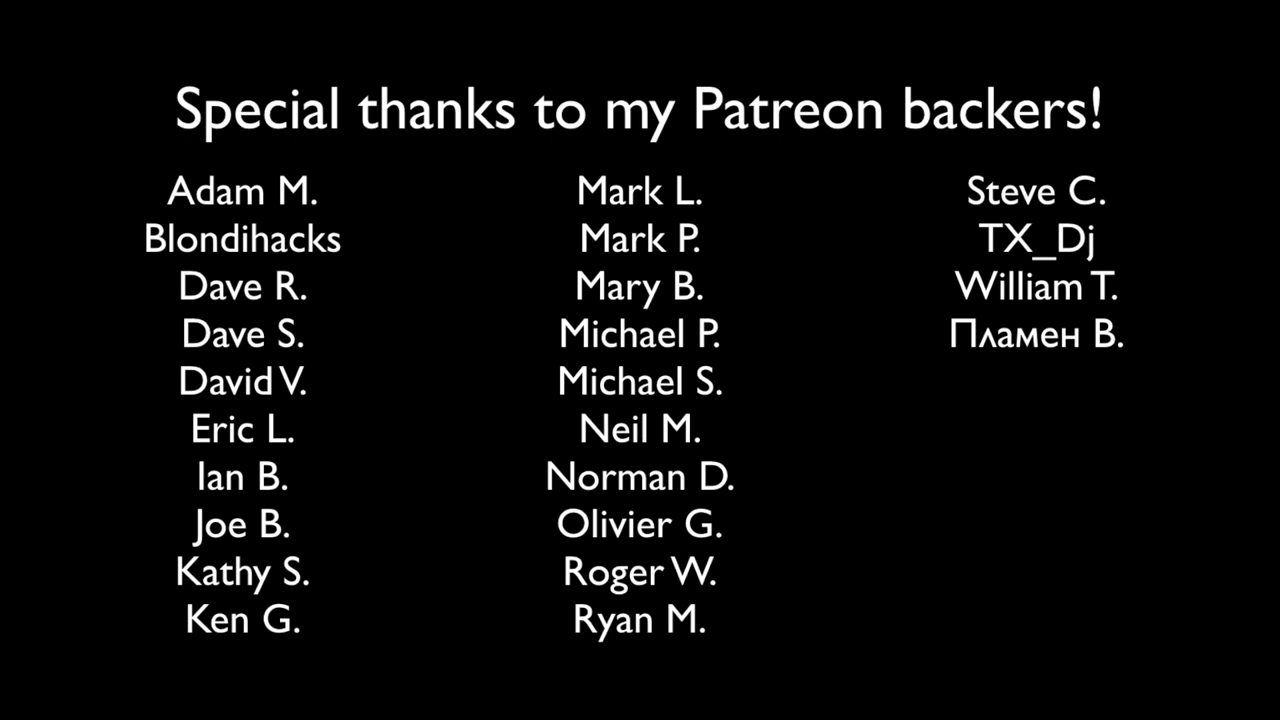 Special thanks to my Patreon backers!
Adam M.
Blondihacks
Dave R.
Dave S.
David V.
Eric L.
Ian B.
Joe B.
Kathy S.
Ken G.
Mark L.
Mark P.
Mary B.
Michael P.
Michael S.
Neil M.
Norman D.
Olivier G.
Roger W.
Ryan M.
Steve C.
TX_Dj
William T.
Пламен В.